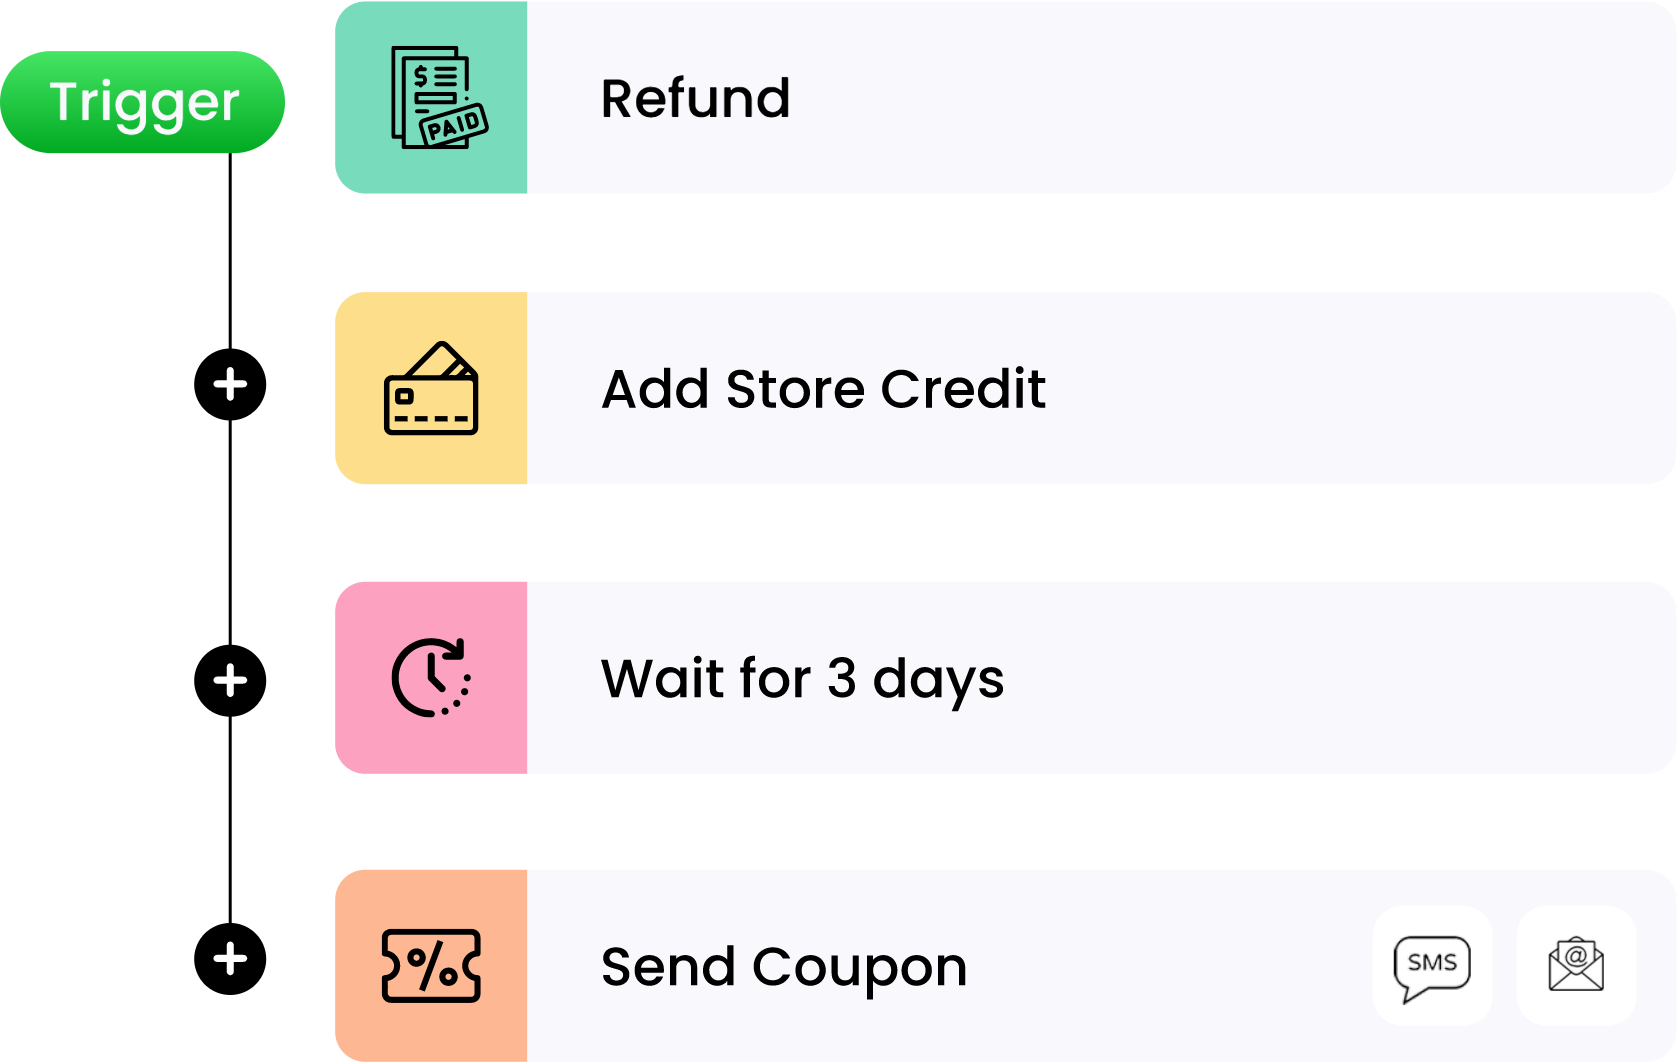 Trigger
$
PAID
Refund
Add Store Credit
Wait for 3 days
%
Send Coupon
SMS
@